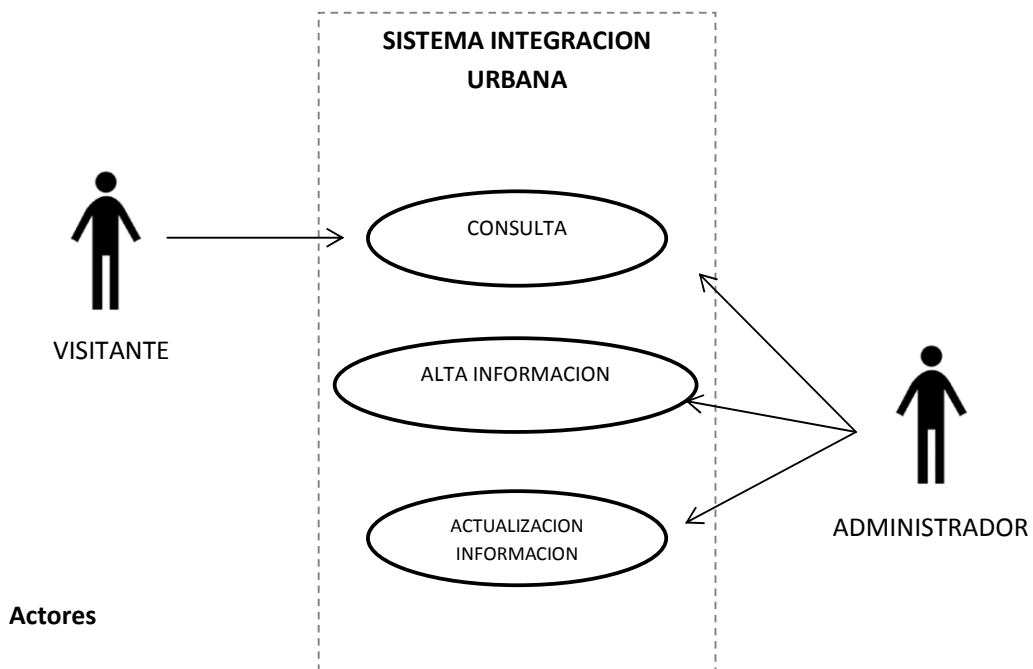 SISTEMA INTEGRACION
URBANA
CONSULTA
VISITANTE
ALTA INFORMACION
ACTUALIZACION
INFORMACION
ADMINISTRADOR
Actores